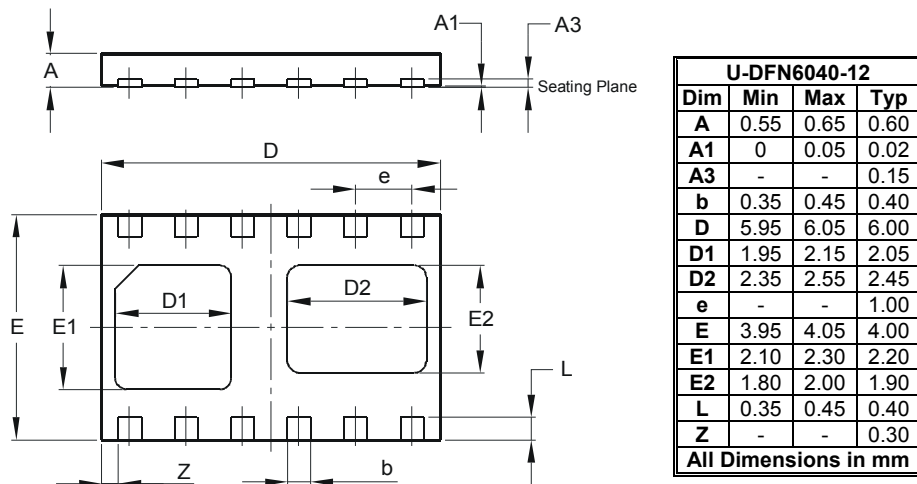 A1
A3
A
Seating Plane
D
e
D1
D2
E
E1
E2
L
Z
b
U-DFN6040-12
Dim Min Max Typ
A 0.55 0.65 0.60
A1 0 0.05 0.02
A3 - - 0.15
b 0.35 0.45 0.40
D 5.95 6.05 6.00
D1 1.95 2.15 2.05
D2 2.35 2.55 2.45
e - - 1.00
E 3.95 4.05 4.00
E1 2.10 2.30 2.20
E2 1.80 2.00 1.90
L 0.35 0.45 0.40
Z - - 0.30
All Dimensions in mm